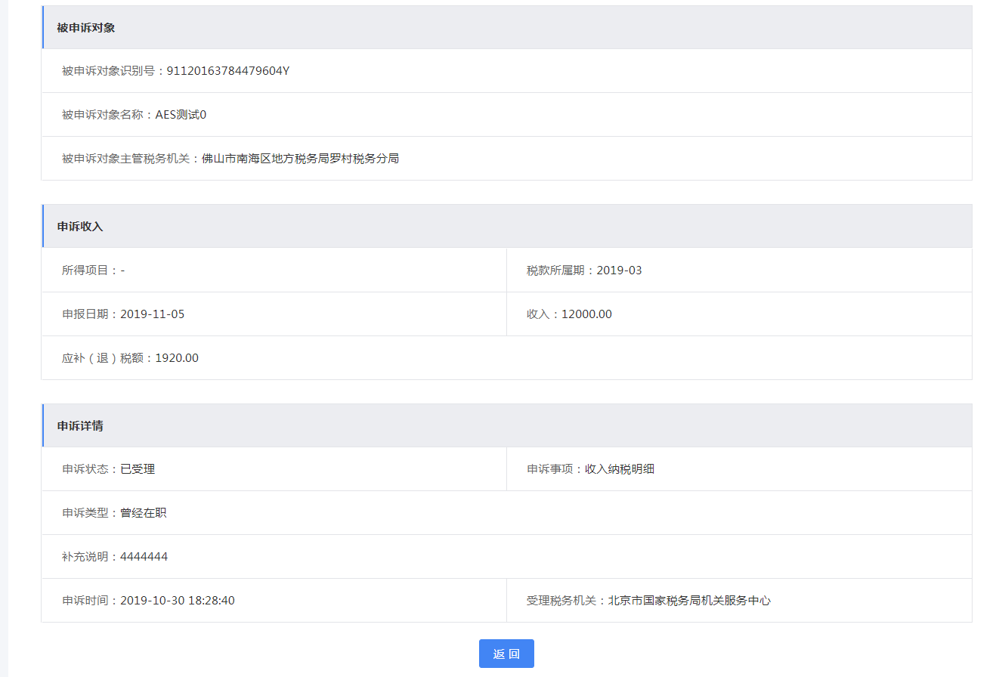 被申诉对象
被申诉对象识别号：91120163784479604Y
被申诉对象名称：AES测试0
被申诉对象主管税务机关：佛山市南海区地方税务局罗村税务分局
申诉收入
所得项目：-
税款所属期：2019-03
申报日期：2019-11-05
收入：12000.00
应补（退）税额：1920.00
申诉详情
申诉状态：已受理
申诉事项：收入纳税明细
申诉类型：曾经在职
补充说明：4444444
申诉时间：2019-10-30 18:28:40
受理税务机关：北京市国家税务局机关服务中心
返 回